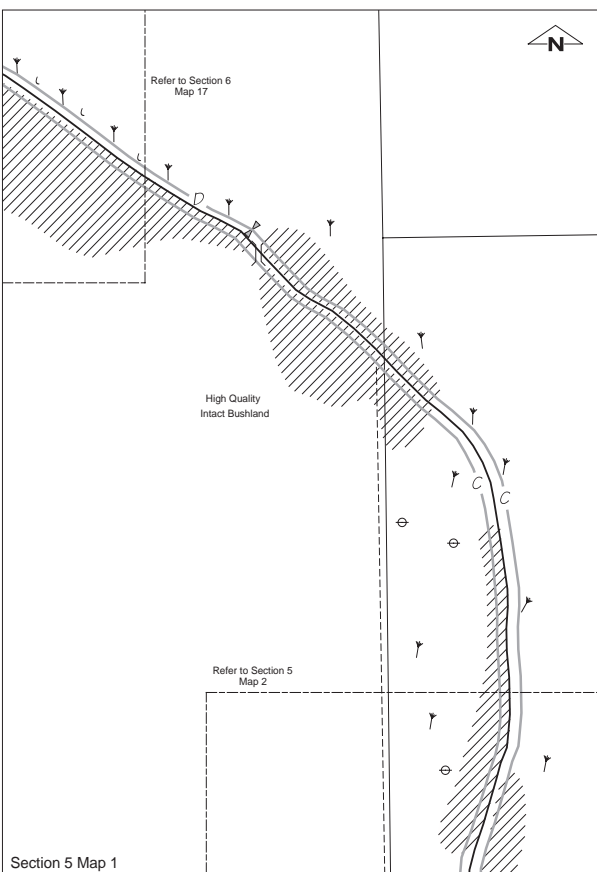 N
Refer to Section 6
Map 17
D
High Quality
Intact Bushland
C
C
Refer to Section 5
Map 2
Section 5 Map 1